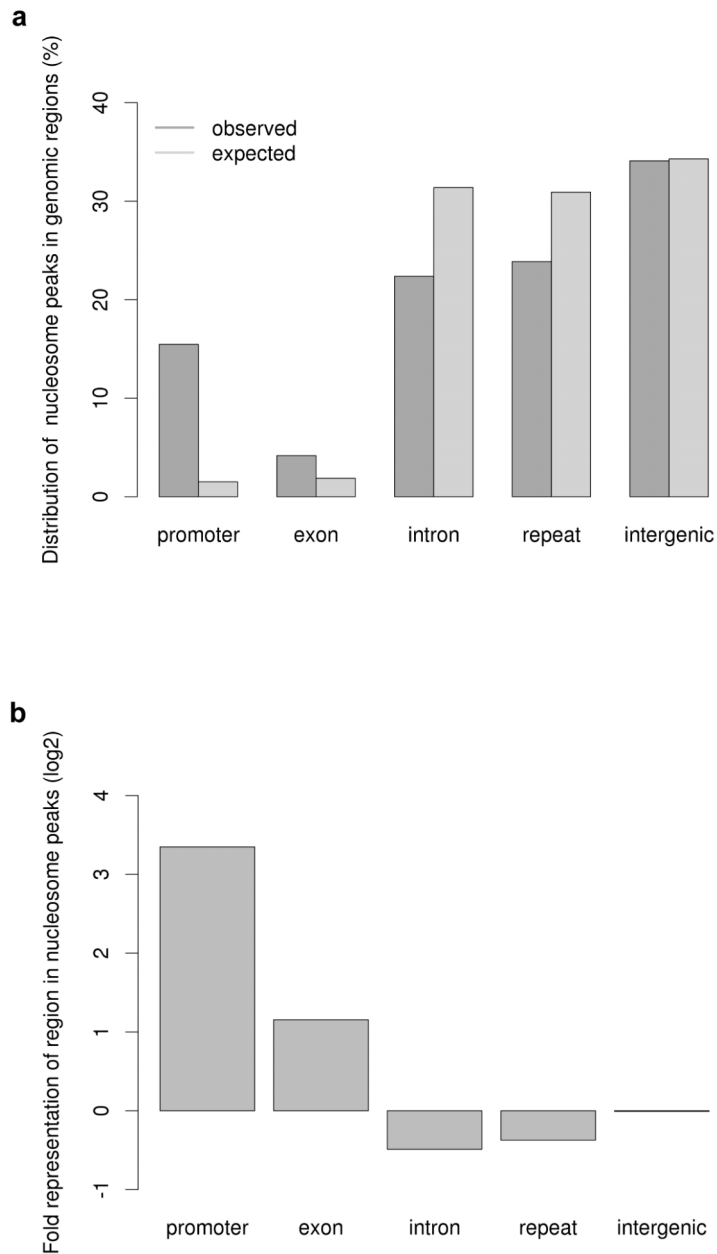 a
Distribution of nucleosome peaks in genomic regions (%)
40
30
20
10
0
observed
expected
promoter exon intron repeat intergenic
b
Fold representation of region in nucleosome peaks (log2)
4
3
2
1
0
-1
promoter exon intron repeat intergenic